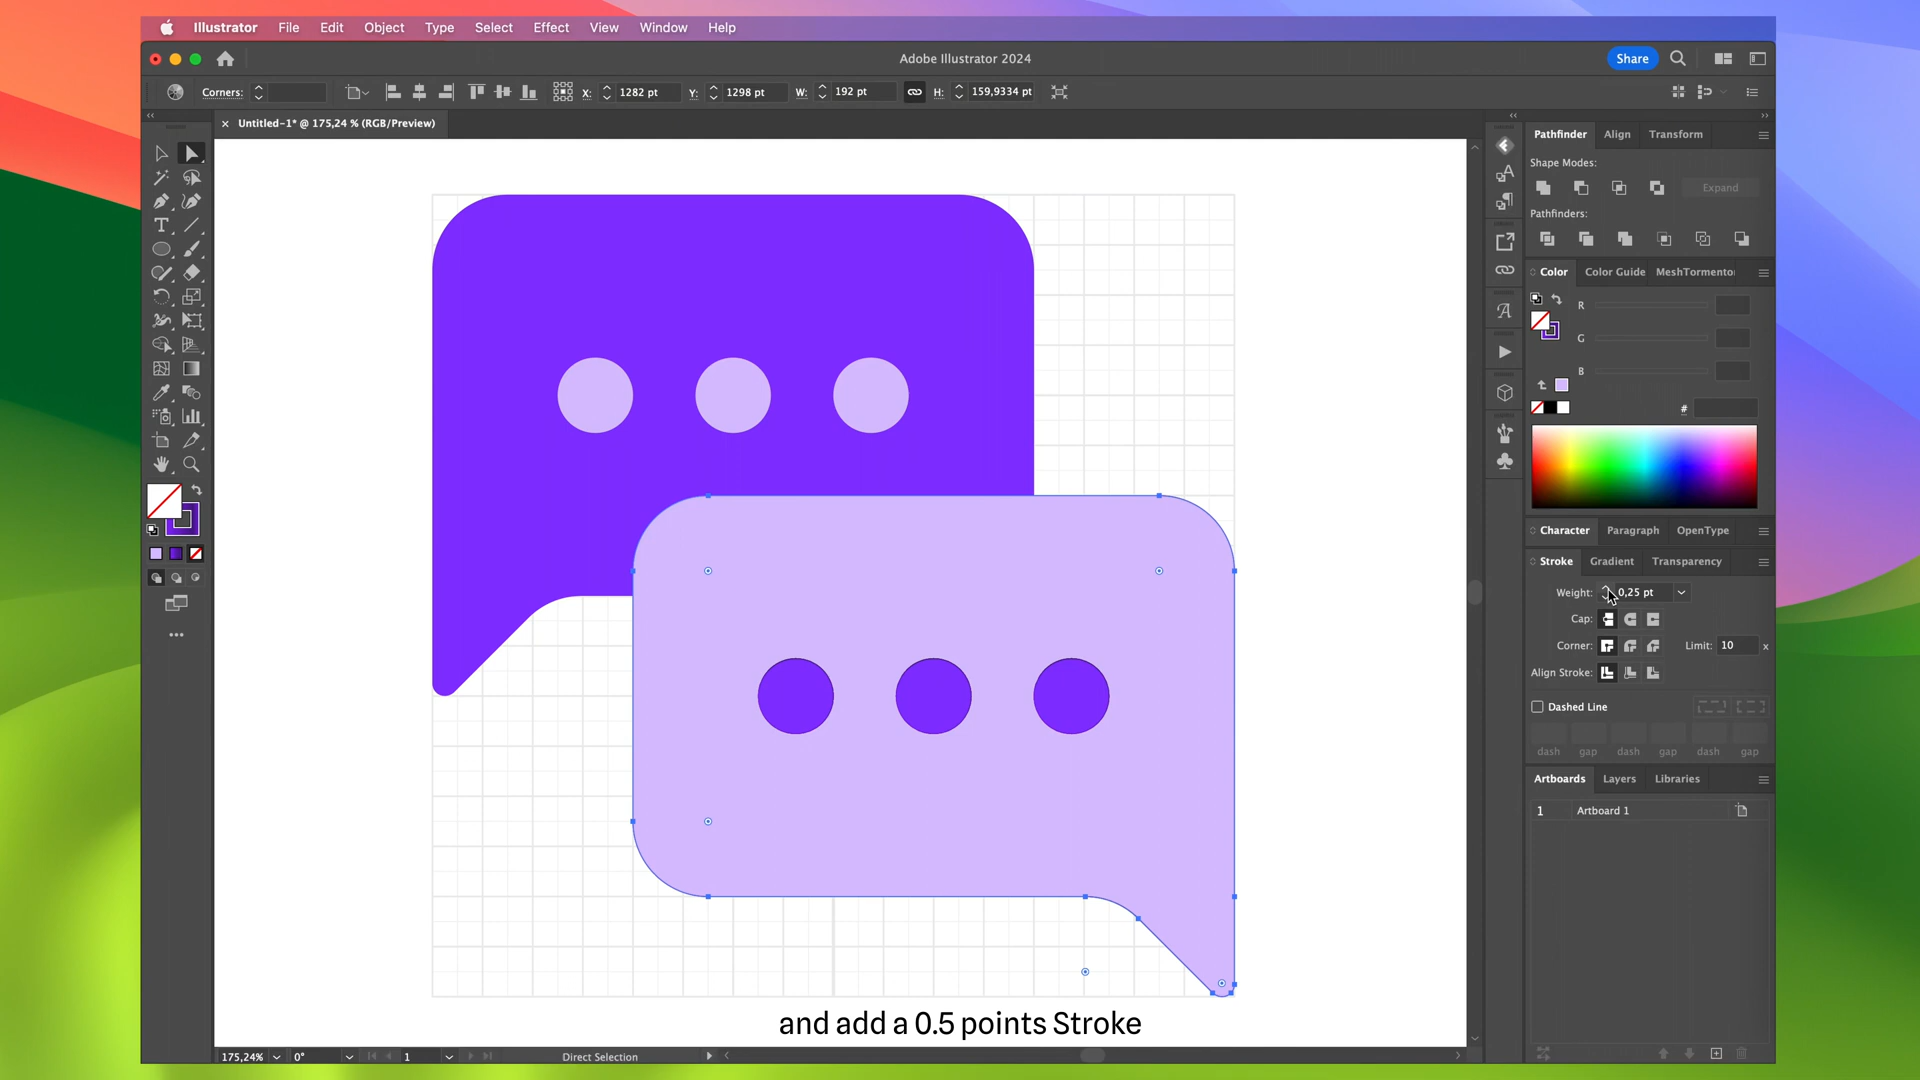 Illustrator File Edit Object Type Select Effect View Window Help
Adobe Illustrator 2024
Share
Corners:
X: 1282 pt Y: 1298 pt W: 192 pt H: 159,9334 pt
× Untitled-1* @ 175,24 % (RGB/Preview)
Pathfinder Align Transform
Shape Modes:
Expand
Pathfinders:
Color Color Guide MeshTormento
R
G
B
#
Character Paragraph OpenType
Stroke Gradient Transparency
Weight: 0,25 pt
Cap:
Corner: Limit: 10 x
Align Stroke:
Dashed Line
dash gap dash gap dash gap
Artboards Layers Libraries
1 Artboard 1
and add a 0.5 points Stroke
175,24% 0° 1 Direct Selection